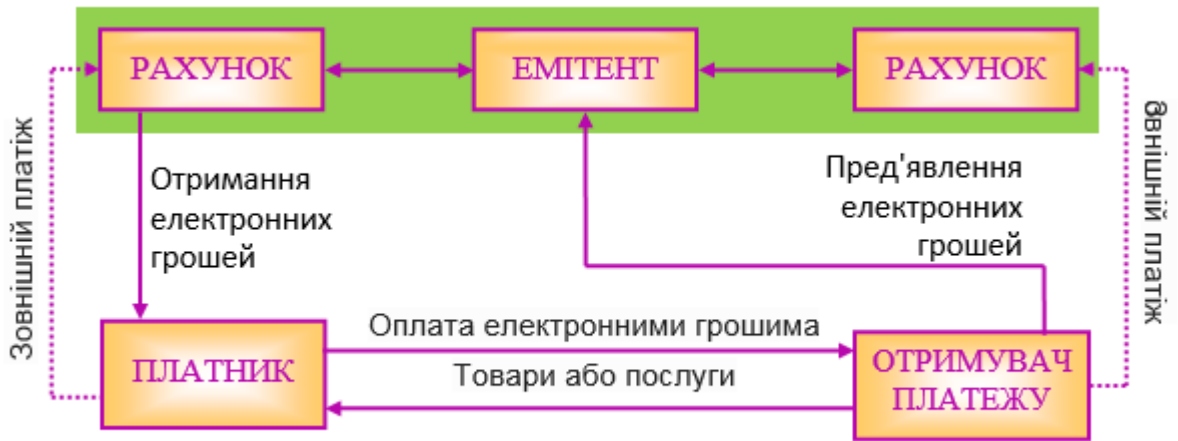 РАХУНОК
ЕМІТЕНТ
РАХУНОК
Зовнішній платіж
Отримання
електронних
грошей
Пред'явлення
електронних
грошей
Звнішній платіж
ПЛАТНИК
Оплата електронними грошима
Товари або послуги
ОТРИМУВАЧ
ПЛАТЕЖУ